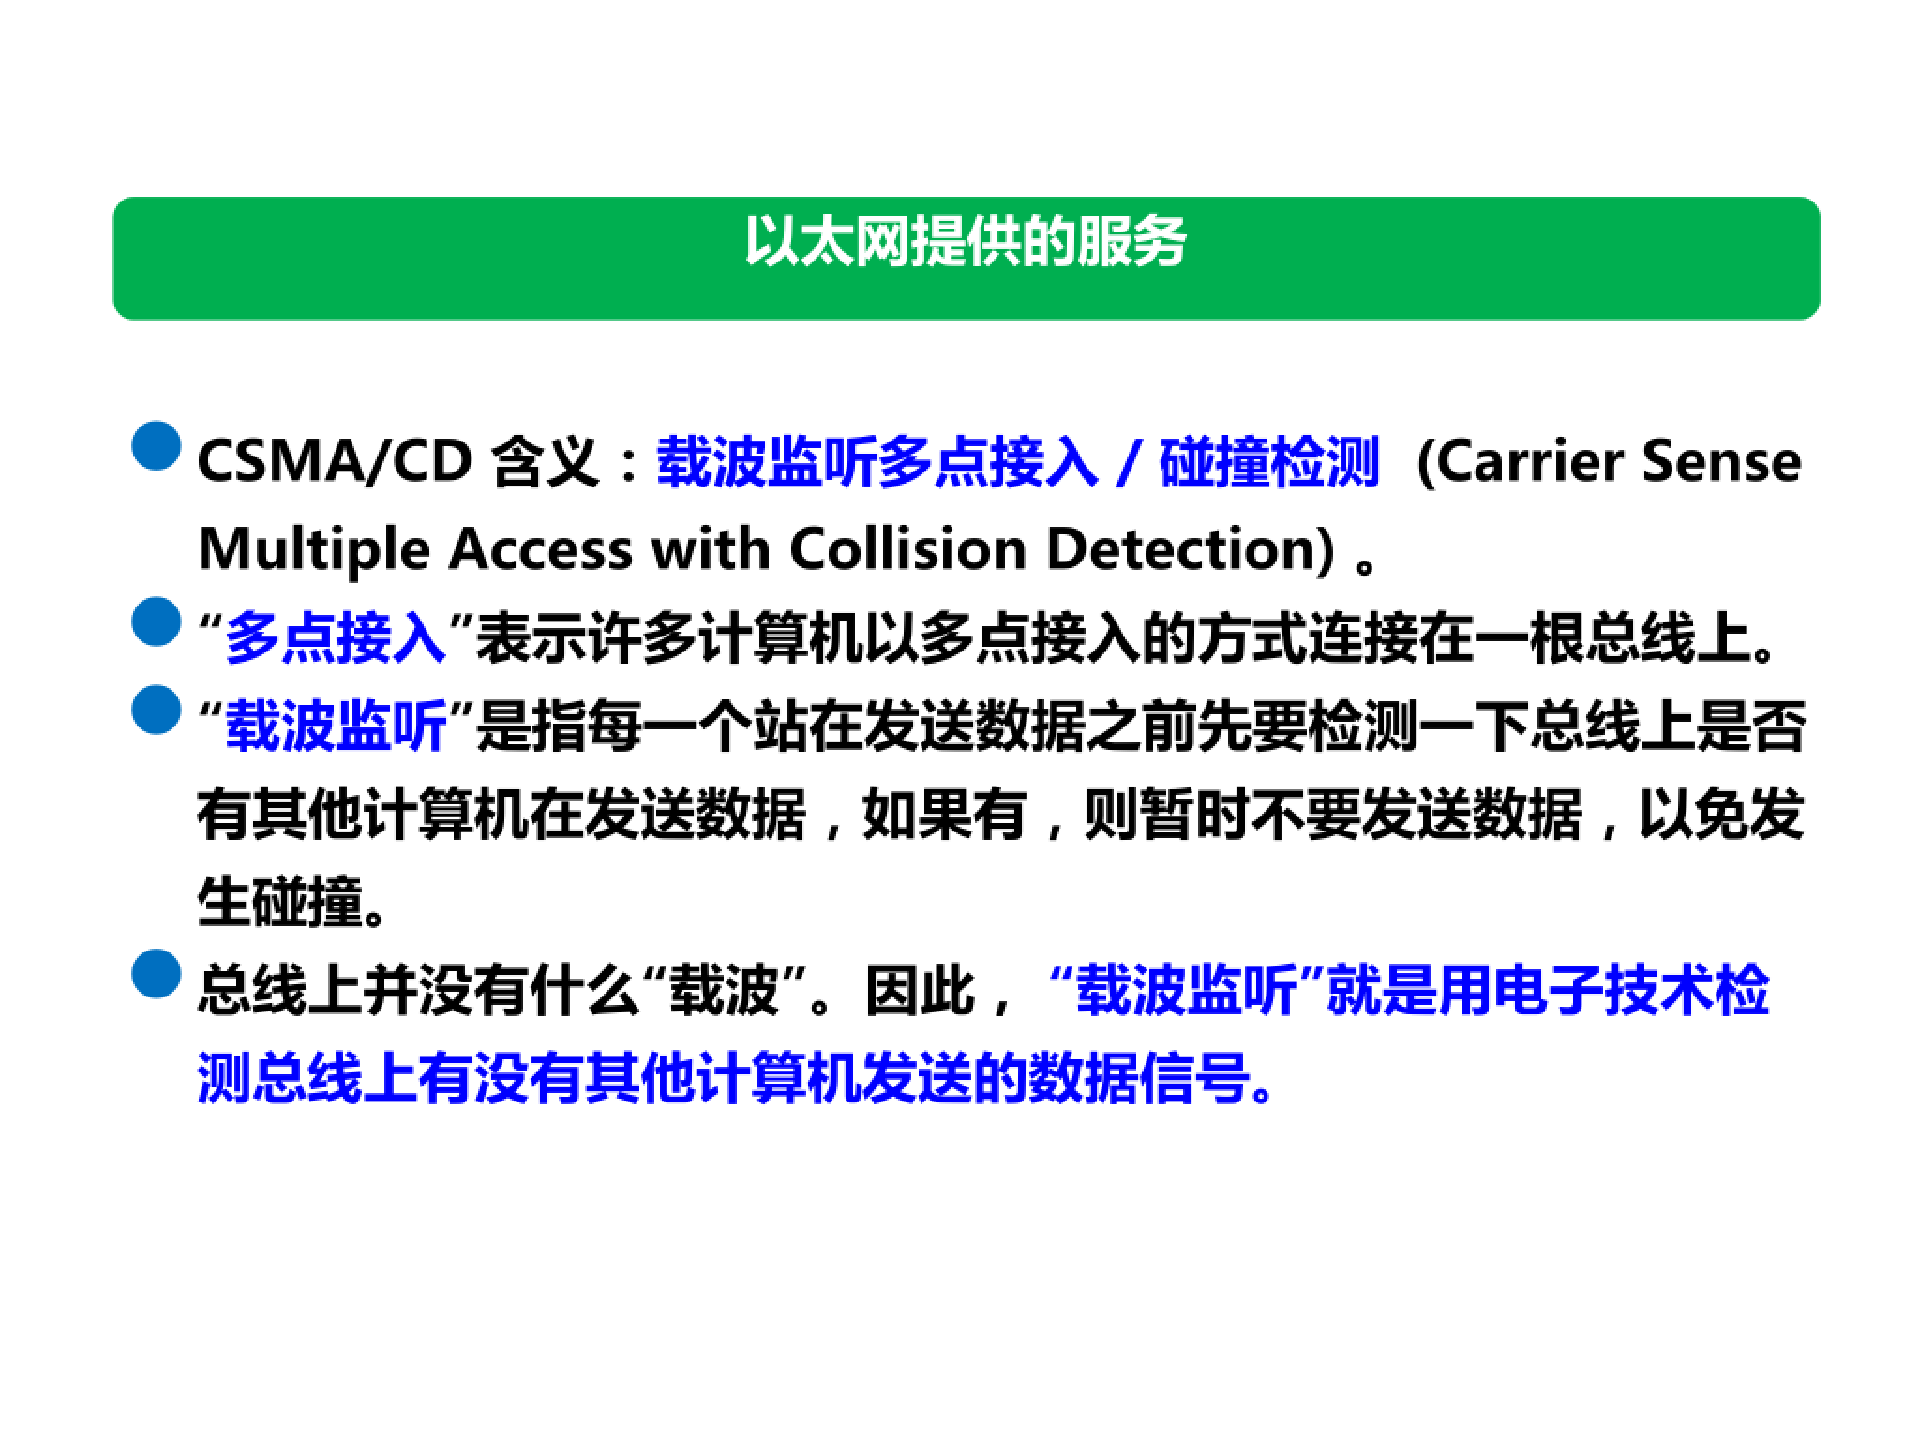 以太网提供的服务
CSMA/CD 含义：载波监听多点接入 / 碰撞检测 (Carrier Sense
Multiple Access with Collision Detection) 。
“多点接入”表示许多计算机以多点接入的方式连接在一根总线上。
“载波监听”是指每一个站在发送数据之前先要检测一下总线上是否
有其他计算机在发送数据，如果有，则暂时不要发送数据，以免发
生碰撞。
总线上并没有什么“载波”。因此， “载波监听”就是用电子技术检
测总线上有没有其他计算机发送的数据信号。